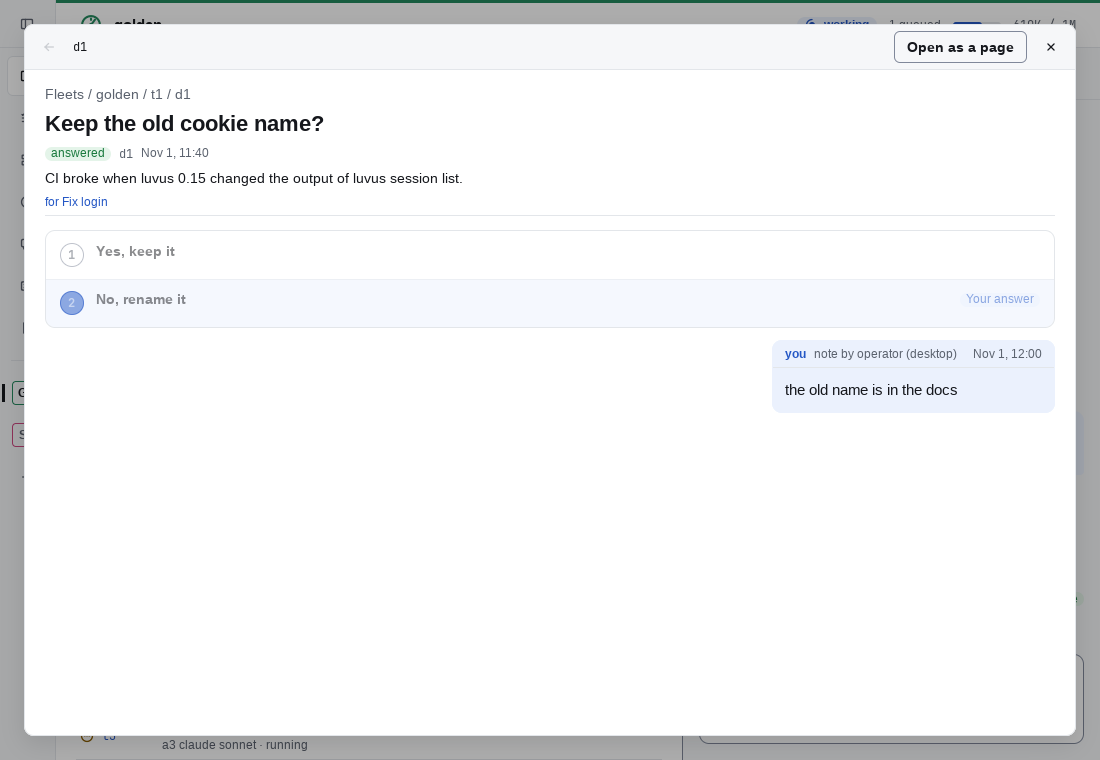 d1
Open as a page
Fleets / golden / t1 / d1
Keep the old cookie name?
answered d1 Nov 1, 11:40
CI broke when luvus 0.15 changed the output of luvus session list.
for Fix login
1 Yes, keep it
2 No, rename it Your answer
you note by operator (desktop) Nov 1, 12:00
the old name is in the docs
a3 claude sonnet · running